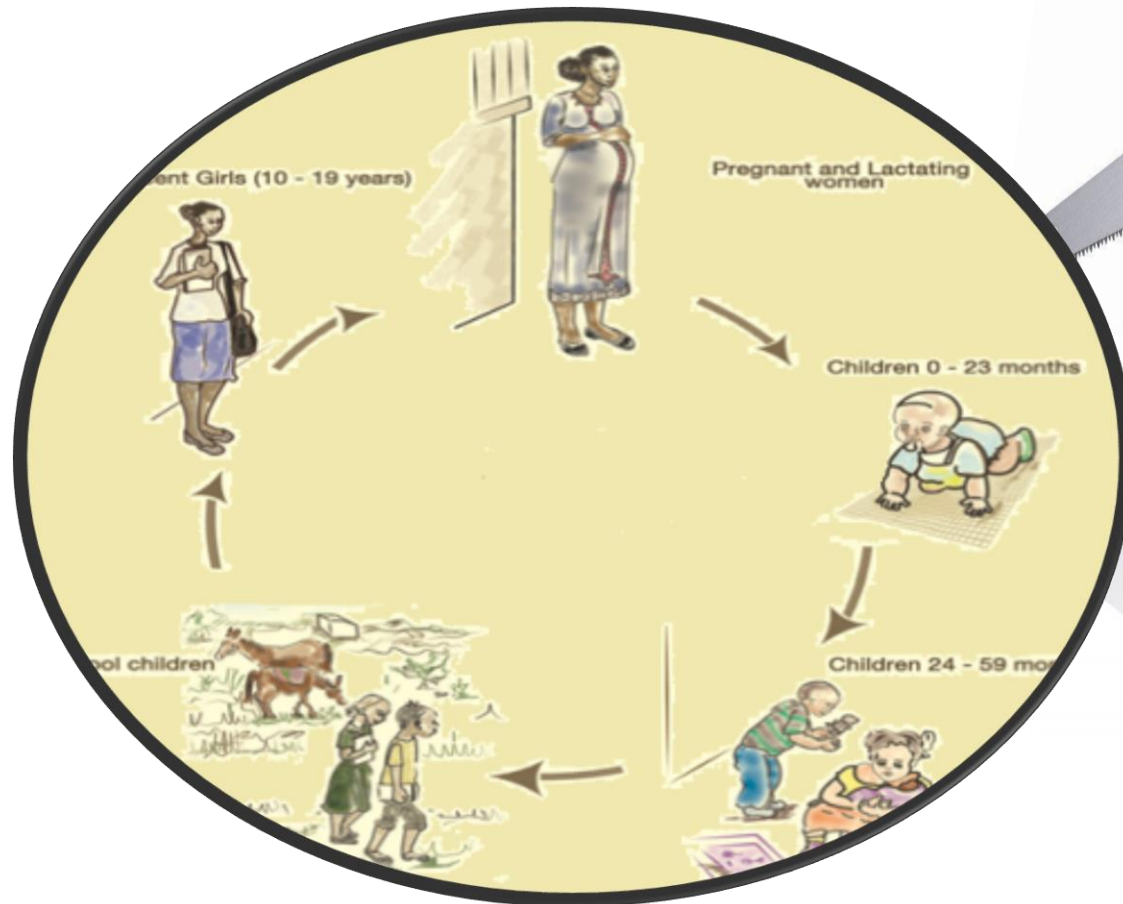 ent Girls (10 - 19 years)
Pregnant and Lactating
women
Children 0 - 23 months
ool children
Children 24 - 59 mo